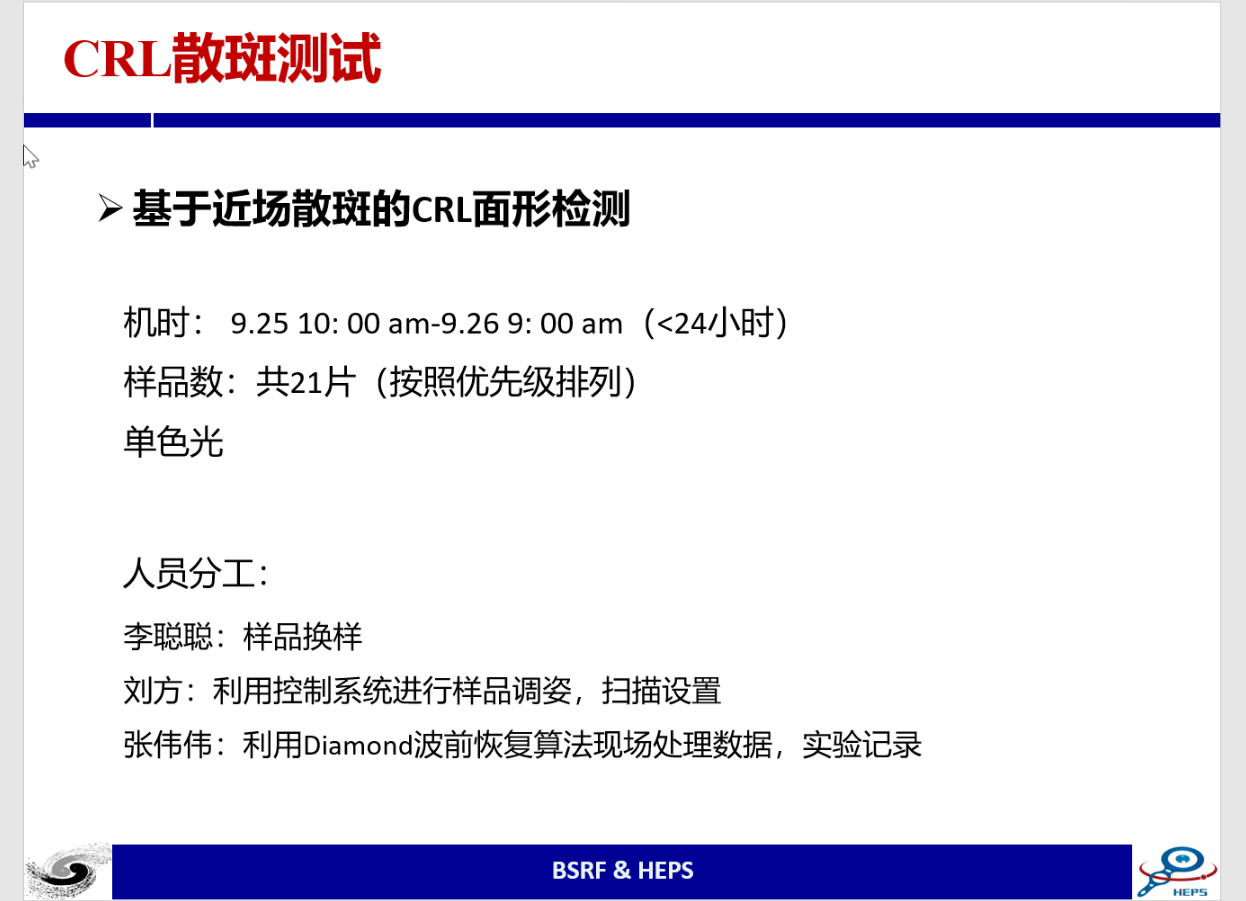 CRL散斑测试
➢ 基于近场散斑的CRL面形检测
机时： 9.25 10: 00 am-9.26 9: 00 am（<24小时）
样品数：共21片（按照优先级排列）
单色光
人员分工：
李聪聪：样品换样
刘方：利用控制系统进行样品调姿，扫描设置
张伟伟：利用Diamond波前恢复算法现场处理数据，实验记录
BSRF & HEPS
HEPS